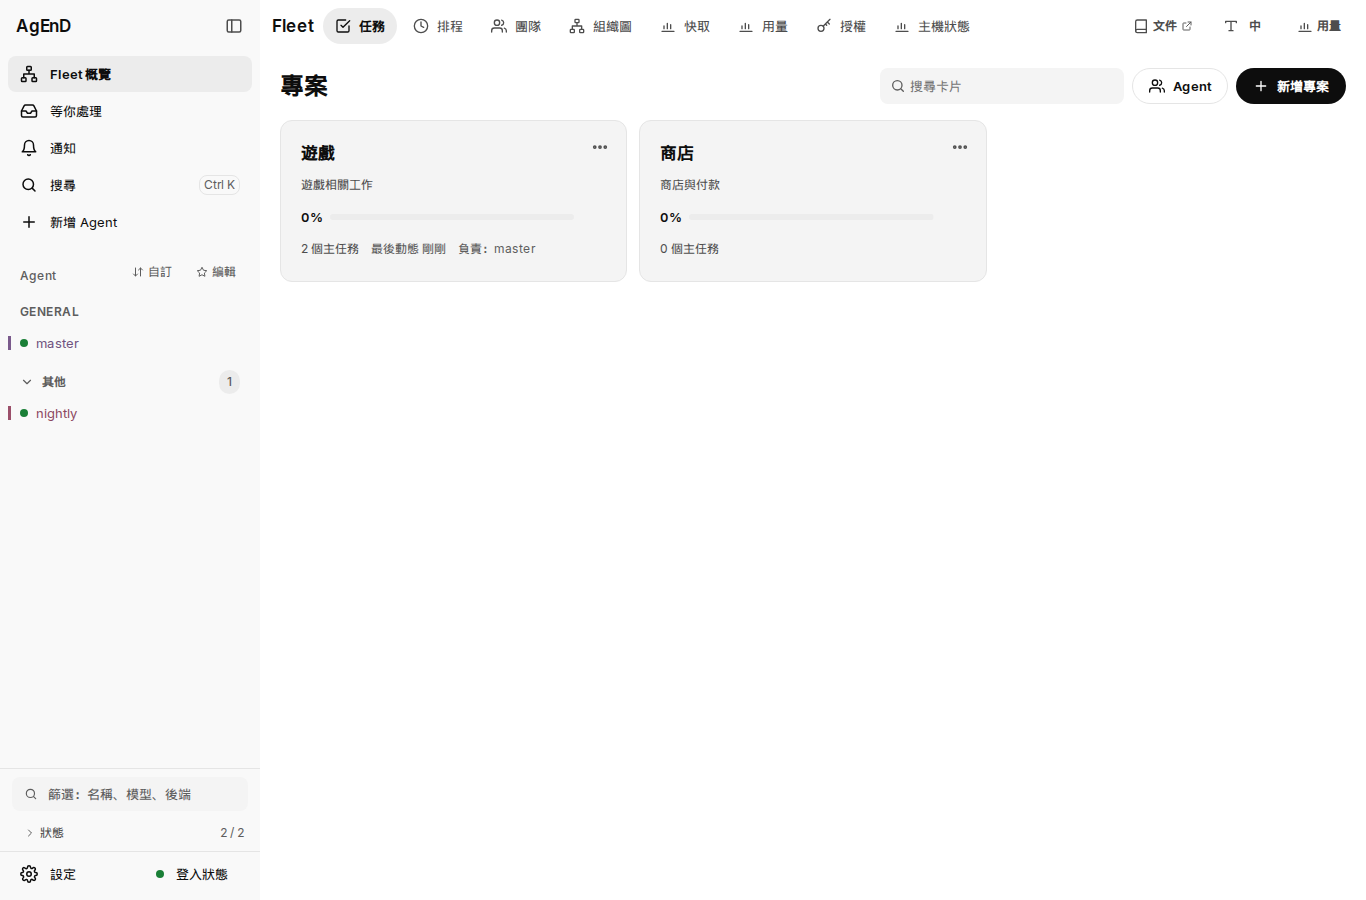 AgEnD
Fleet 概覽
等你處理
通知
搜尋 Ctrl K
新增 Agent
Agent 自訂 編輯
GENERAL
master
其他 1
nightly
篩選：名稱、模型、後端
狀態 2 / 2
設定 登入狀態
Fleet 任務 排程 團隊 組織圖 快取 用量 授權 主機狀態 文件 中 用量
專案 搜尋卡片 Agent 新增專案
遊戲
遊戲相關工作
0%
2 個主任務 最後動態 剛剛 負責：master
商店
商店與付款
0%
0 個主任務